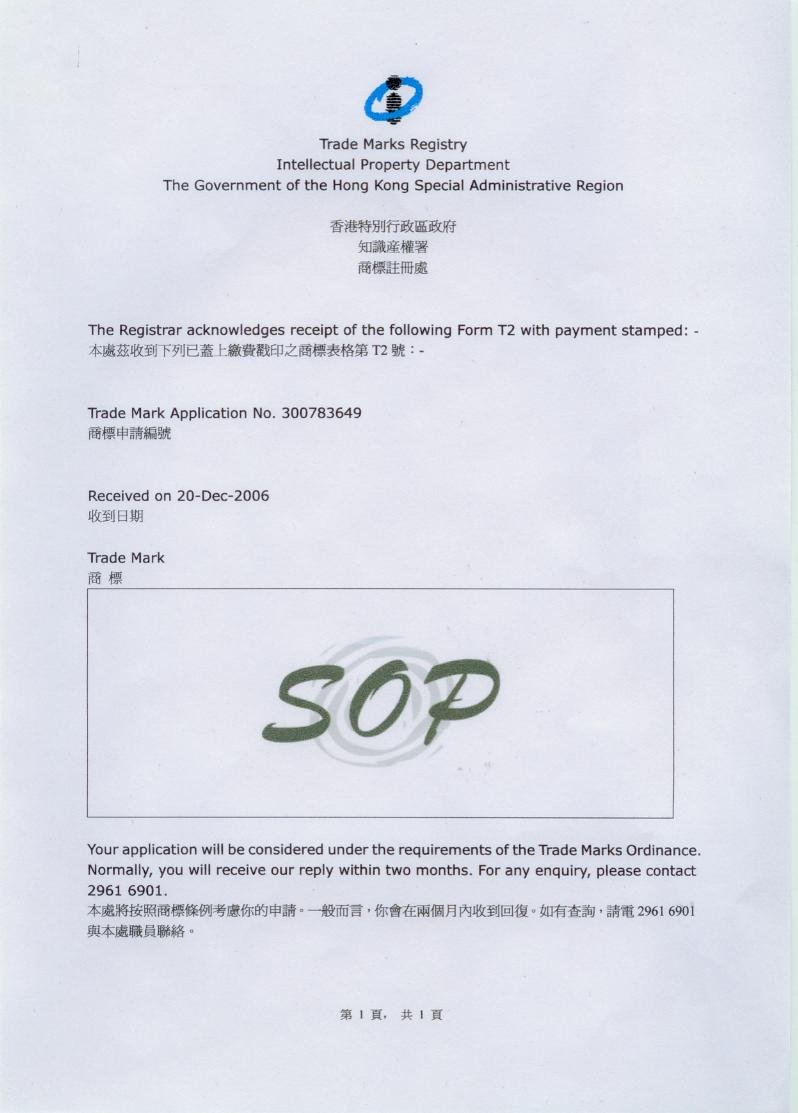 Trade Marks Registry
Intellectual Property Department
The Government of the Hong Kong Special Administrative Region
香港特別行政區政府
知識產權署
商標註冊處
The Registrar acknowledges receipt of the following Form T2 with payment stamped: -
本處茲收到下列已蓋上繳費戳印之商標表格第 T2 號：-
Trade Mark Application No. 300783649
商標申請編號
Received on 20-Dec-2006
收到日期
Trade Mark
商 標
SOP
Your application will be considered under the requirements of the Trade Marks Ordinance.
Normally, you will receive our reply within two months. For any enquiry, please contact
2961 6901.
本處將按照商標條例考慮你的申請。一般而言，你會在兩個月內收到回復。如有查詢，請電 2961 6901
與本處職員聯絡。
第 1 頁, 共 1 頁